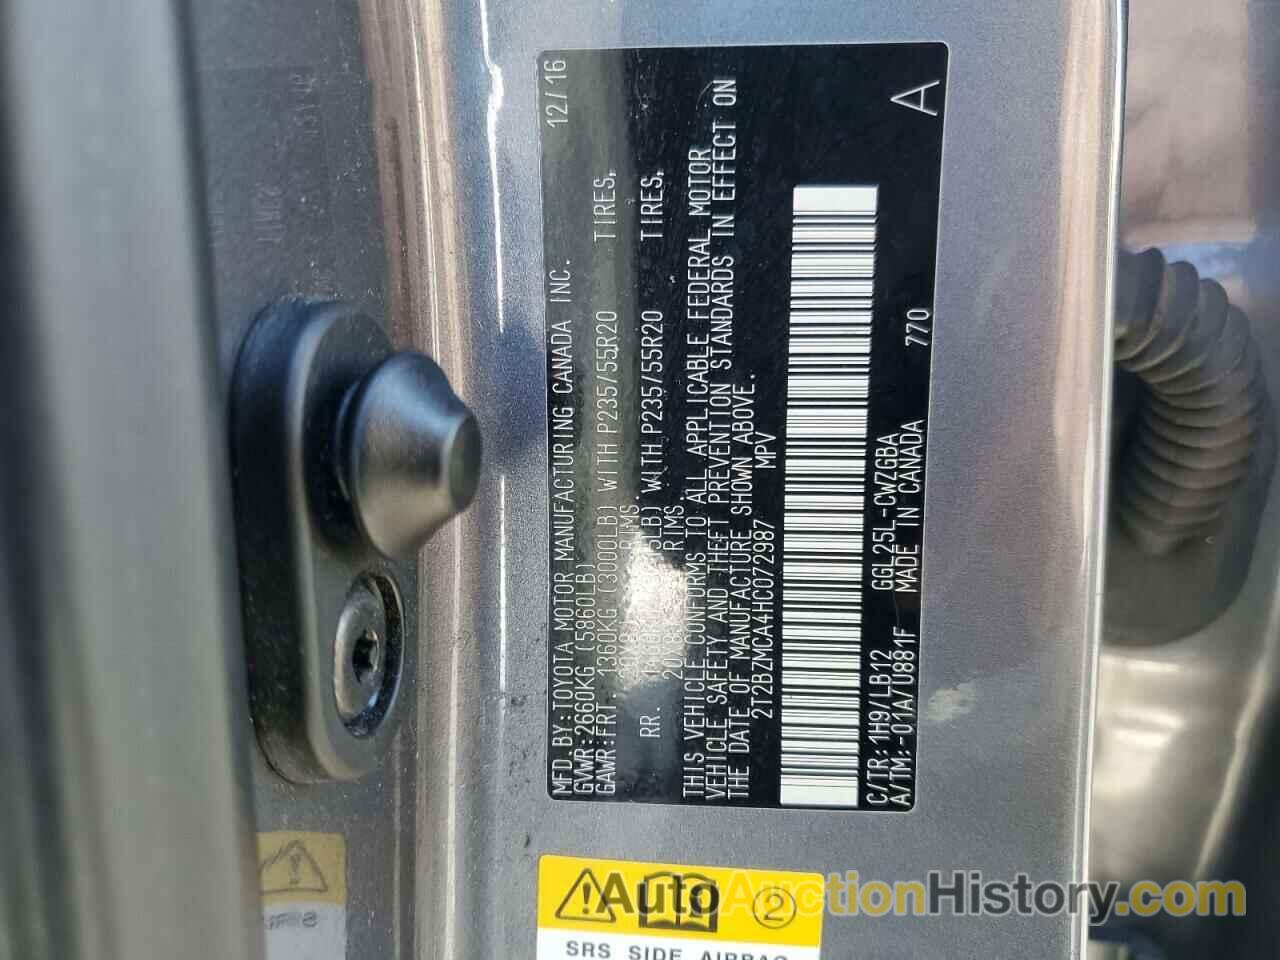 MFD. BY: TOYOTA MOTOR MANUFACTURING CANADA INC. 12/16
GVWR: 2660KG (5860LB)
GAWR: FRT. 1360KG (3000LB) WITH P235/55R20 TIRES,
RIMS.
RR. WITH P235/55R20 TIRES,
20X8 RIMS.
THIS VEHICLE CONFORMS TO ALL APPLICABLE FEDERAL MOTOR
VEHICLE SAFETY AND THEFT PREVENTION STANDARDS IN EFFECT ON
THE DATE OF MANUFACTURE SHOWN ABOVE.
2T2BZMCA4HC072987 MPV
A
C/TR: 1H9/LB12 GGL25L-CWZGBA 770
A/TM: -01A/U881F MADE IN CANADA
2
SRS SIDE AIRBAG
AutoAuctionHistory.com